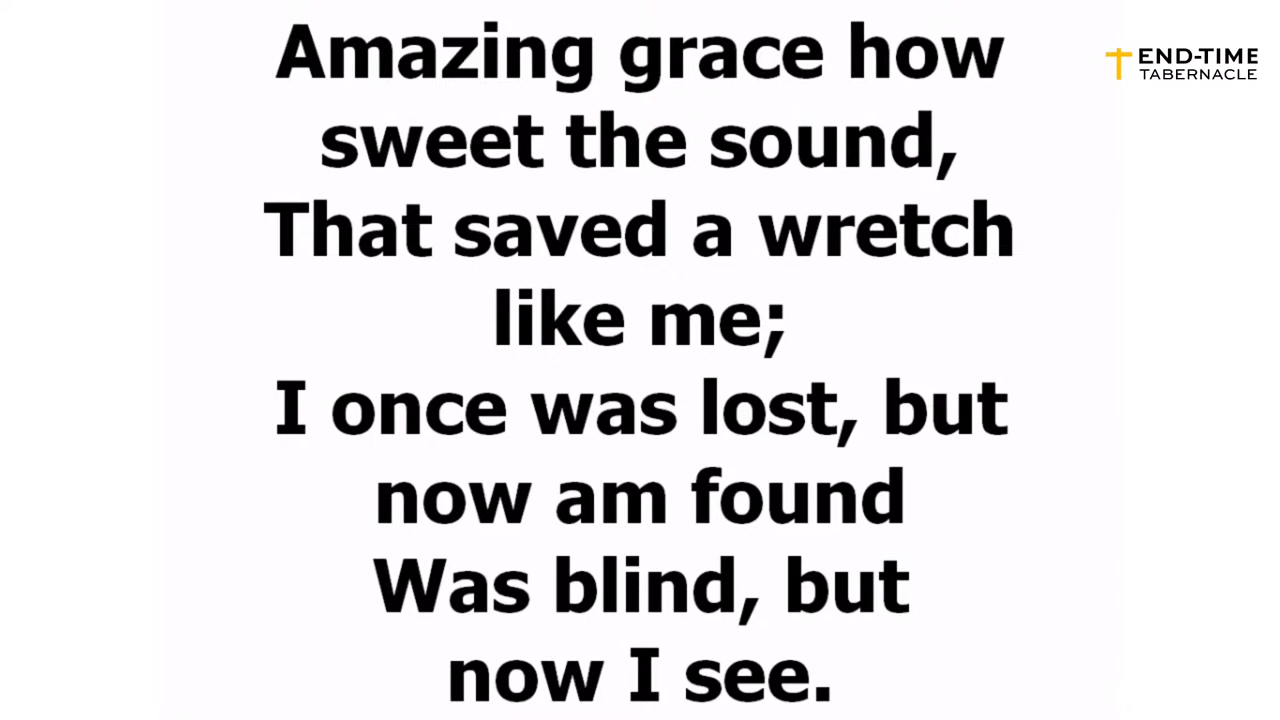 Amazing grace how
sweet the sound,
That saved a wretch
like me;
I once was lost, but
now am found
Was blind, but
now I see.
END-TIME
TABERNACLE